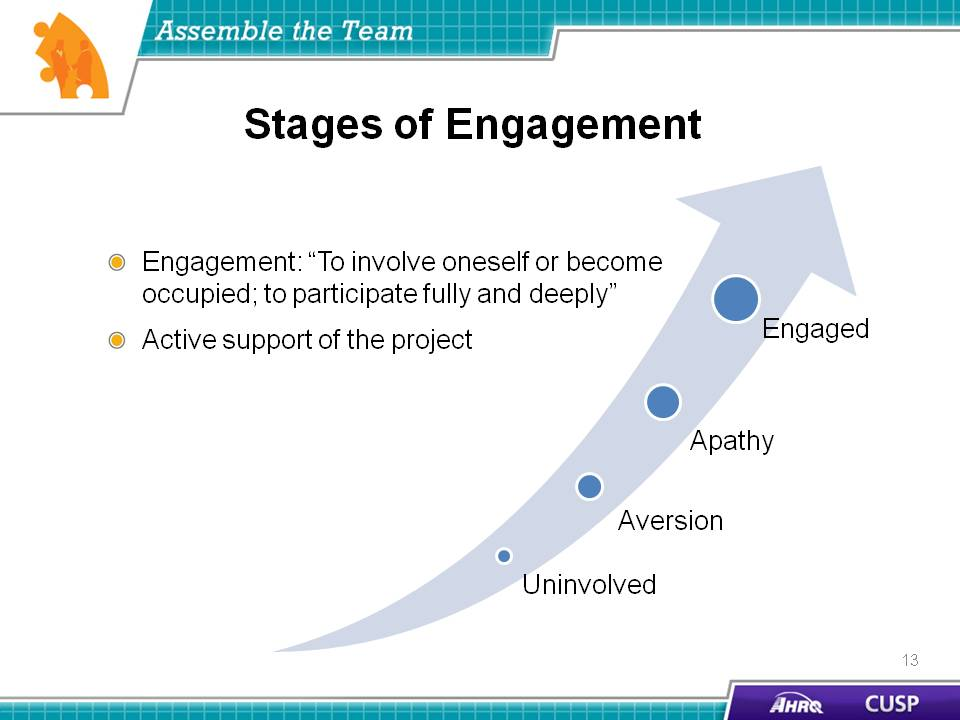 Assemble the Team
Stages of Engagement
Engagement: “To involve oneself or become
occupied; to participate fully and deeply”
Active support of the project
Engaged
Apathy
Aversion
Uninvolved
13
AHRQ
CUSP